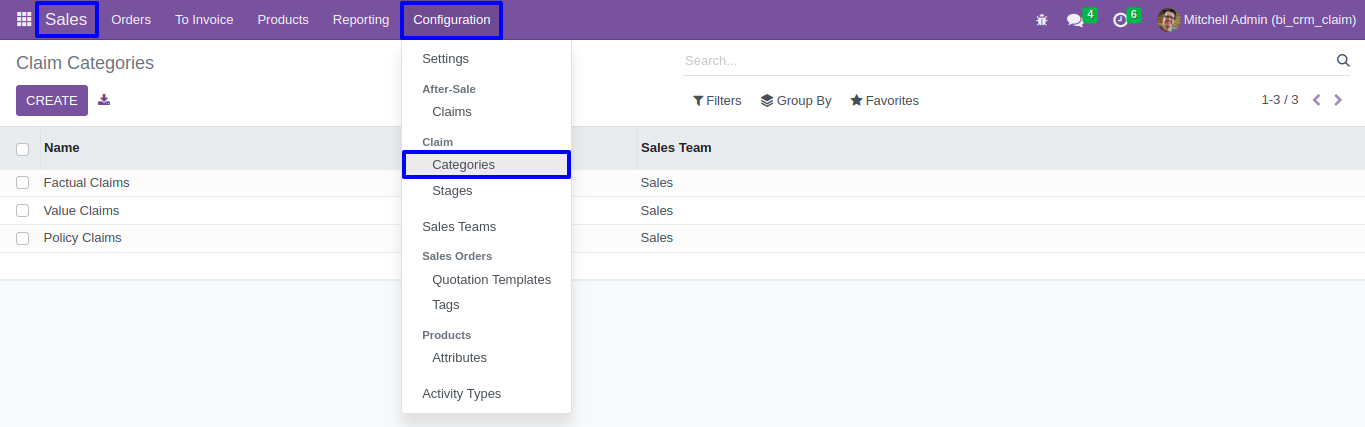 Sales Orders To Invoice Products Reporting Configuration 4 6 Mitchell Admin (bi_crm_claim)
Claim Categories
Search...
CREATE
Filters Group By Favorites
1-3 / 3
Name Sales Team
Factual Claims Sales
Value Claims Sales
Policy Claims Sales
Settings
After-Sale
Claims
Claim
Categories
Stages
Sales Teams
Sales Orders
Quotation Templates
Tags
Products
Attributes
Activity Types